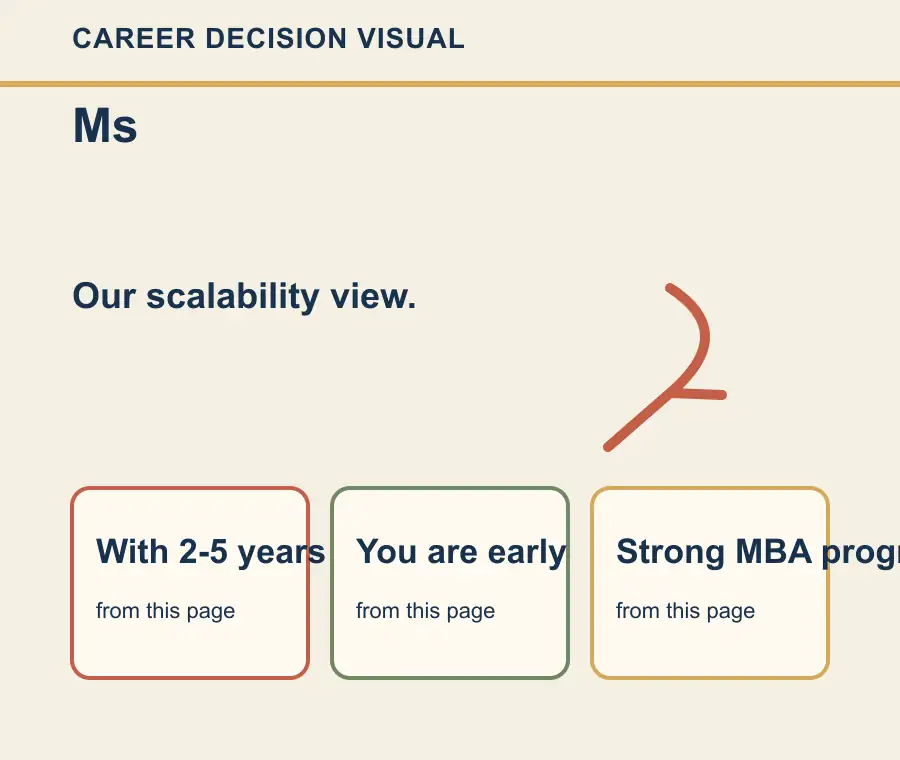 CAREER DECISION VISUAL
Ms
Our scalability view.
With 2-5 years
from this page
You are early
from this page
Strong MBA
from this page